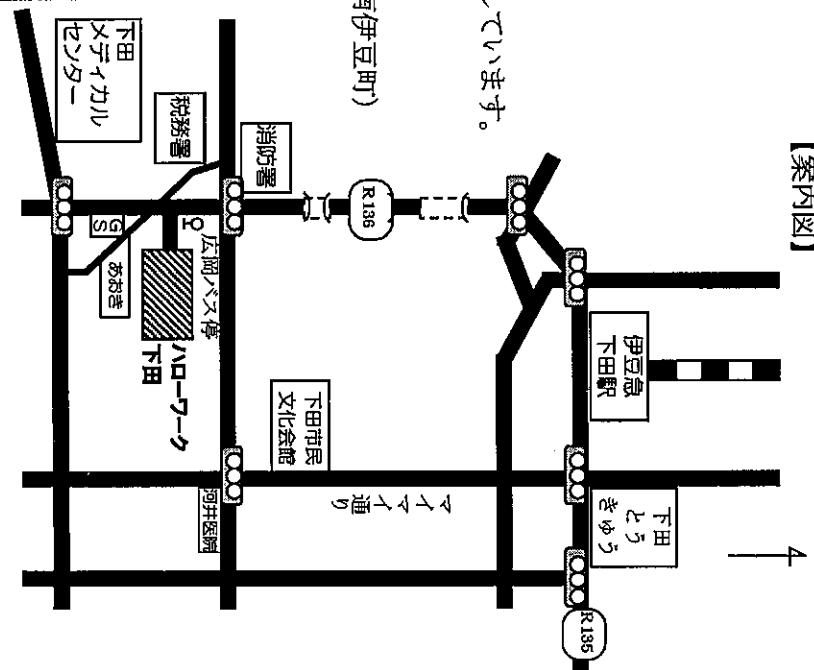 【案内図】
しています。
南伊豆町)
R136
R135
伊豆急
下田駅
下田
とう
きゅう
消防署
税務署
下田
メディカル
センター
広岡バス停
GS
あおき
ハローワーク
下田
下田市民
文化会館
マイマイ通り
河井医院